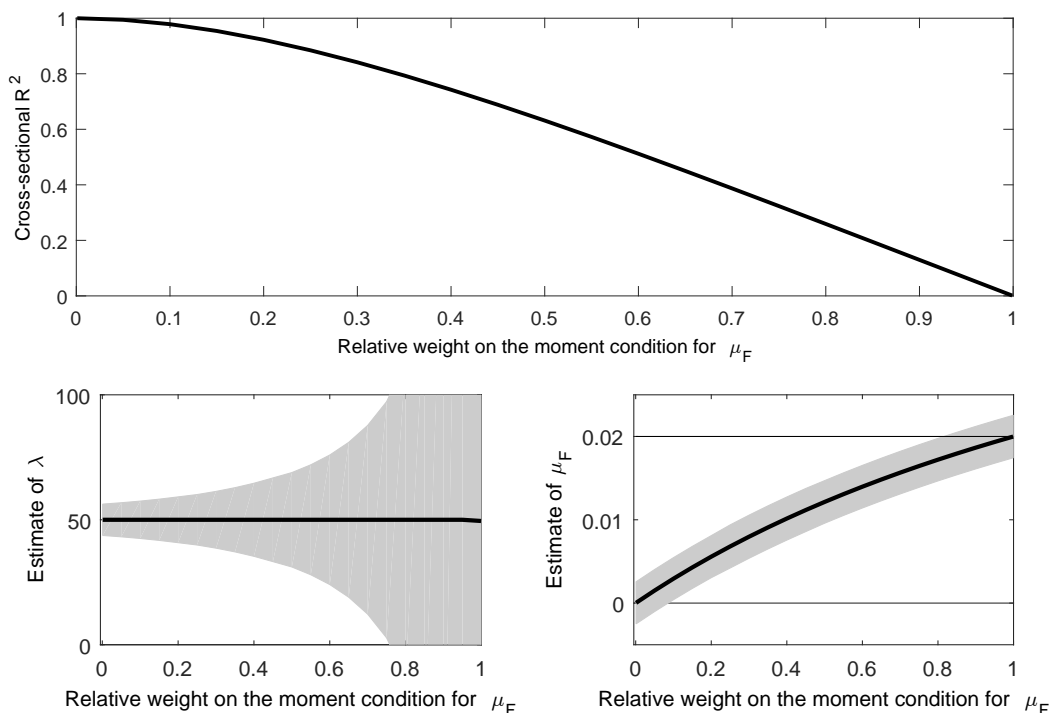 Cross-sectional R 2
1
0.8
0.6
0.4
0.2
0
0 0.1 0.2 0.3 0.4 0.5 0.6 0.7 0.8 0.9 1
Relative weight on the moment condition for μF
Estimate of λ
100
50
0
0 0.2 0.4 0.6 0.8 1
Relative weight on the moment condition for μF
Estimate of μF
0.02
0.01
0
0 0.2 0.4 0.6 0.8 1
Relative weight on the moment condition for μF